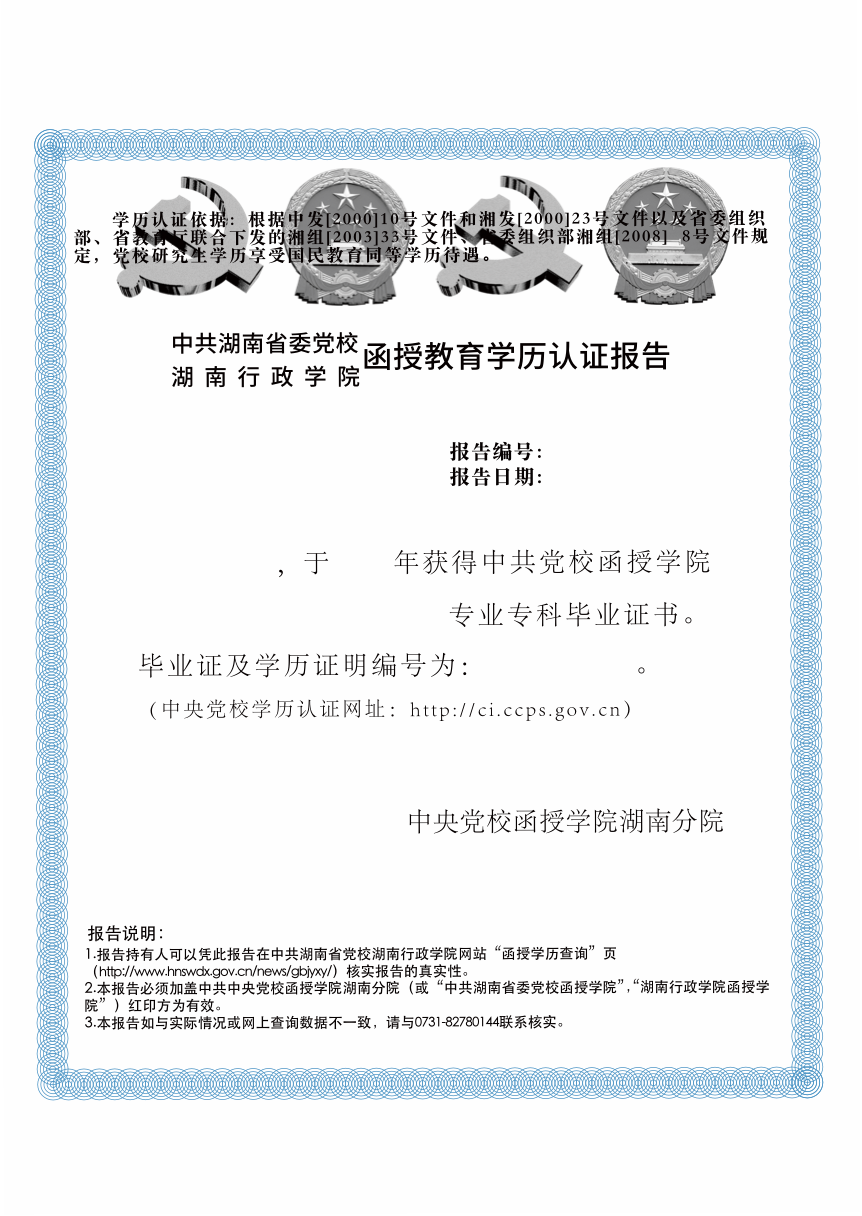 学历认证依据：根据中发[2000]10号文件和湘发[2000]23号文件以及省委组织
部、省教育厅联合下发的湘组[2003]33号文件、省委组织部湘组[2008] 8号文件规
定，党校研究生学历享受国民教育同等学历待遇。
中共湖南省委党校
湖南行政学院
函授教育学历认证报告
报告编号：
报告日期：
，于 年获得中共党校函授学院
专业专科毕业证书。
毕业证及学历证明编号为： 。
（中央党校学历认证网址：http://ci.ccps.gov.cn）
中央党校函授学院湖南分院
报告说明：
1.报告持有人可以凭此报告在中共湖南省党校湖南行政学院网站“函授学历查询”页
（http://www.hnswdx.gov.cn/news/gbjyxy/）核实报告的真实性。
2.本报告必须加盖中共中央党校函授学院湖南分院（或“中共湖南省委党校函授学院”，“湖南行政学院函授学
院”）红印方为有效。
3.本报告如与实际情况或网上查询数据不一致，请与0731-82780144联系核实。